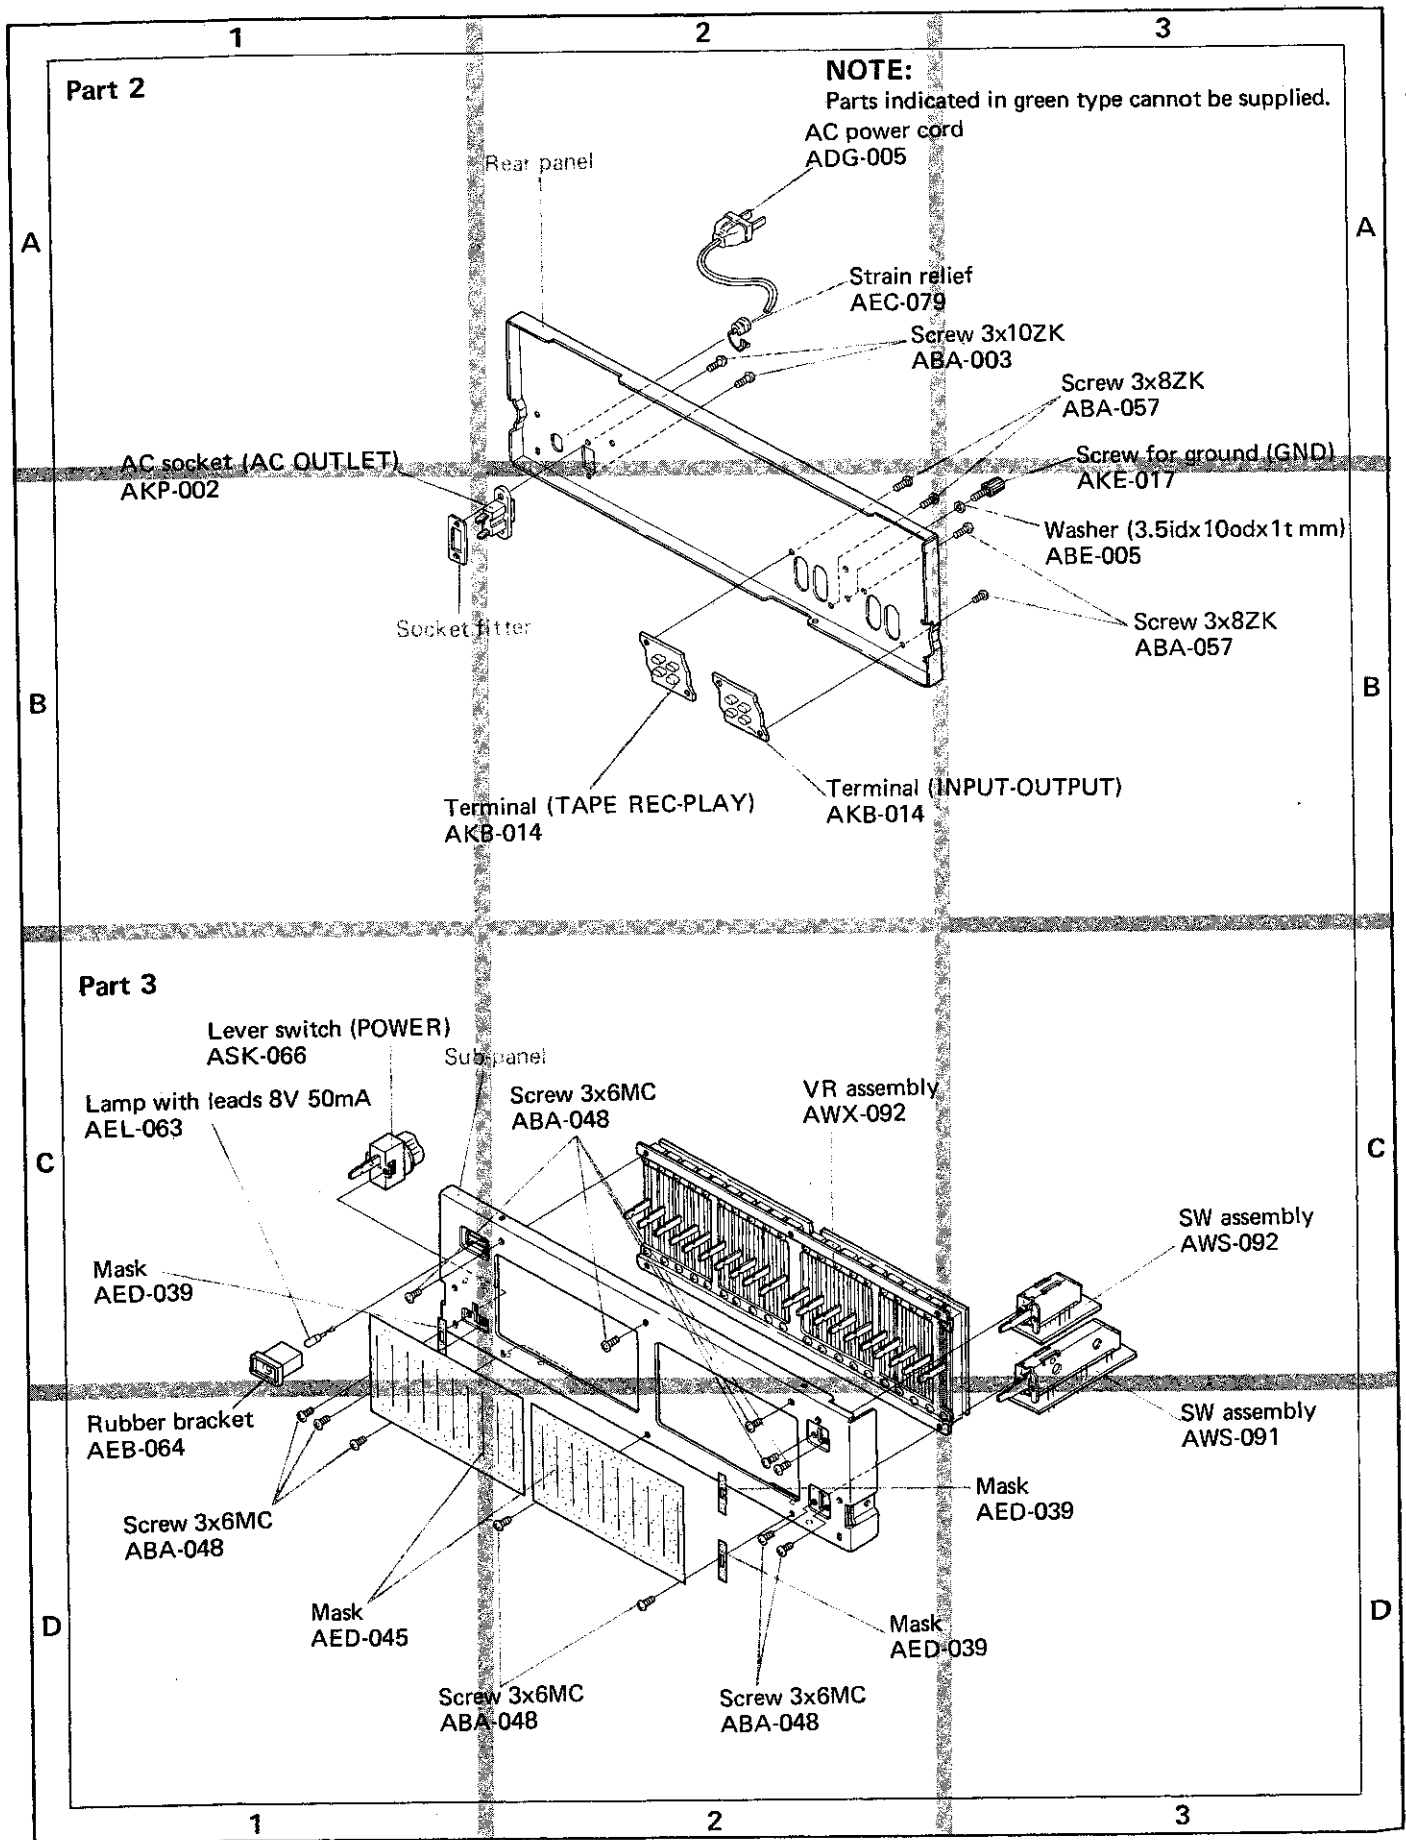 1 2 3
Part 2
NOTE:
Parts indicated in green type cannot be supplied.
AC power cord
ADG-005
Rear panel
A
A
Strain relief
AEC-079
Screw 3x10ZK
ABA-003
Screw 3x8ZK
ABA-057
AC socket (AC OUTLET)
AKP-002
Screw for ground (GND)
AKE-017
Washer (3.5idx10odx1t mm)
ABE-005
Socket fitter
Screw 3x8ZK
ABA-057
B
B
Terminal (TAPE REC-PLAY)
AKB-014
Terminal (INPUT-OUTPUT)
AKB-014
Part 3
Lever switch (POWER)
ASK-066
Sub panel
Lamp with leads 8V 50mA
AEL-063
Screw 3x6MC
ABA-048
VR assembly
AWX-092
C
C
SW assembly
AWS-092
Mask
AED-039
Rubber bracket
AEB-064
SW assembly
AWS-091
Mask
AED-039
Screw 3x6MC
ABA-048
Mask
AED-045
Mask
AED-039
D
D
Screw 3x6MC
ABA-048
Screw 3x6MC
ABA-048
1 2 3